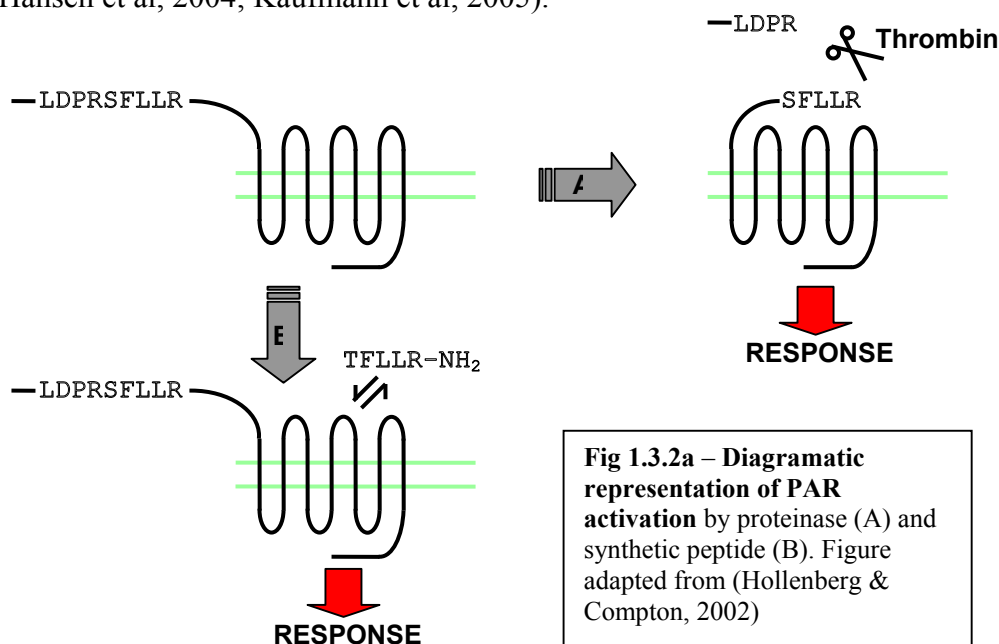 Hansen et al, 2004; Kaufmann et al, 2005).
LDPR
Thrombin
LDPRSFLLR
SFLLR
A
RESPONSE
TFLLR-NH₂
LDPRSFLLR
RESPONSE
Fig 1.3.2a – Diagramatic
representation of PAR
activation by proteinase (A) and
synthetic peptide (B). Figure
adapted from (Hollenberg &
Compton, 2002)